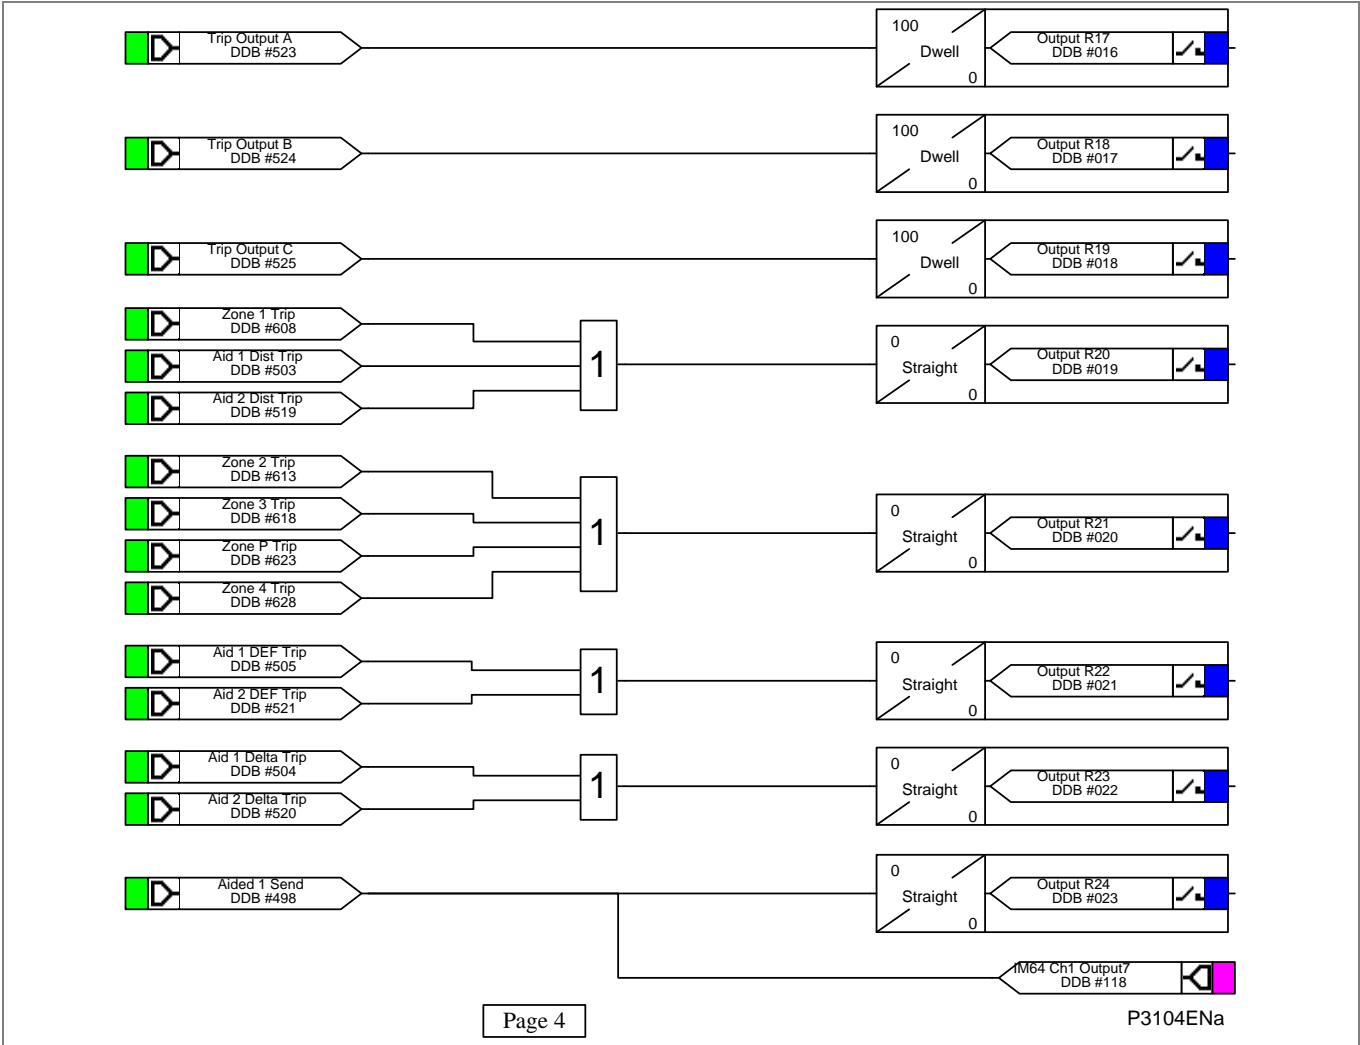 Trip Output A
DDB #523
100
Dwell
0
Output R17
DDB #016
Trip Output B
DDB #524
100
Dwell
0
Output R18
DDB #017
Trip Output C
DDB #525
100
Dwell
0
Output R19
DDB #018
Zone 1 Trip
DDB #608
Aid 1 Dist Trip
DDB #503
Aid 2 Dist Trip
DDB #519
1
0
Straight
0
Output R20
DDB #019
Zone 2 Trip
DDB #613
Zone 3 Trip
DDB #618
Zone P Trip
DDB #623
Zone 4 Trip
DDB #628
1
0
Straight
0
Output R21
DDB #020
Aid 1 DEF Trip
DDB #505
Aid 2 DEF Trip
DDB #521
1
0
Straight
0
Output R22
DDB #021
Aid 1 Delta Trip
DDB #504
Aid 2 Delta Trip
DDB #520
1
0
Straight
0
Output R23
DDB #022
Aided 1 Send
DDB #498
0
Straight
0
Output R24
DDB #023
IM64 Ch1 Output7
DDB #118
Page 4
P3104ENa